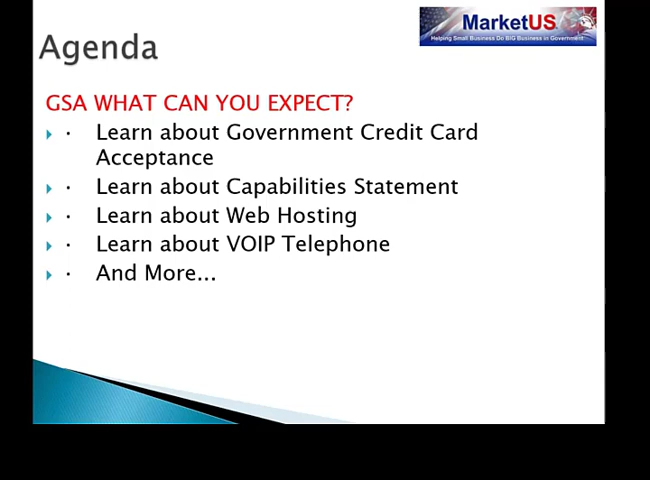 MarketUS
Helping Small Business Do BIG Business in Government
Agenda
GSA WHAT CAN YOU EXPECT?
· Learn about Government Credit Card
Acceptance
· Learn about Capabilities Statement
· Learn about Web Hosting
· Learn about VOIP Telephone
· And More...